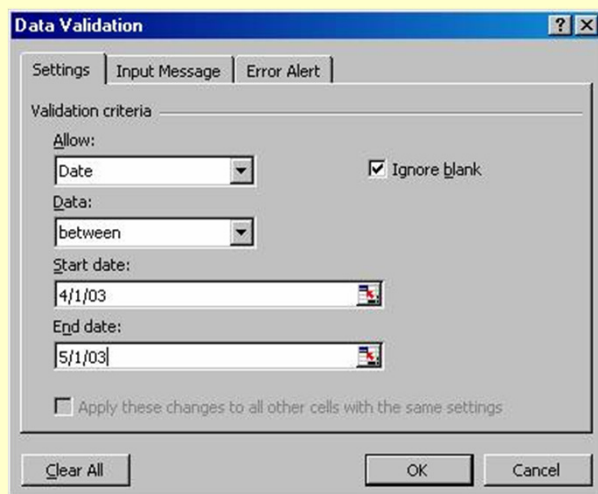 Data Validation
Settings Input Message Error Alert
Validation criteria
Allow:
Date Ignore blank
Data:
between
Start date:
4/1/03
End date:
5/1/03
Apply these changes to all other cells with the same settings
Clear All OK Cancel